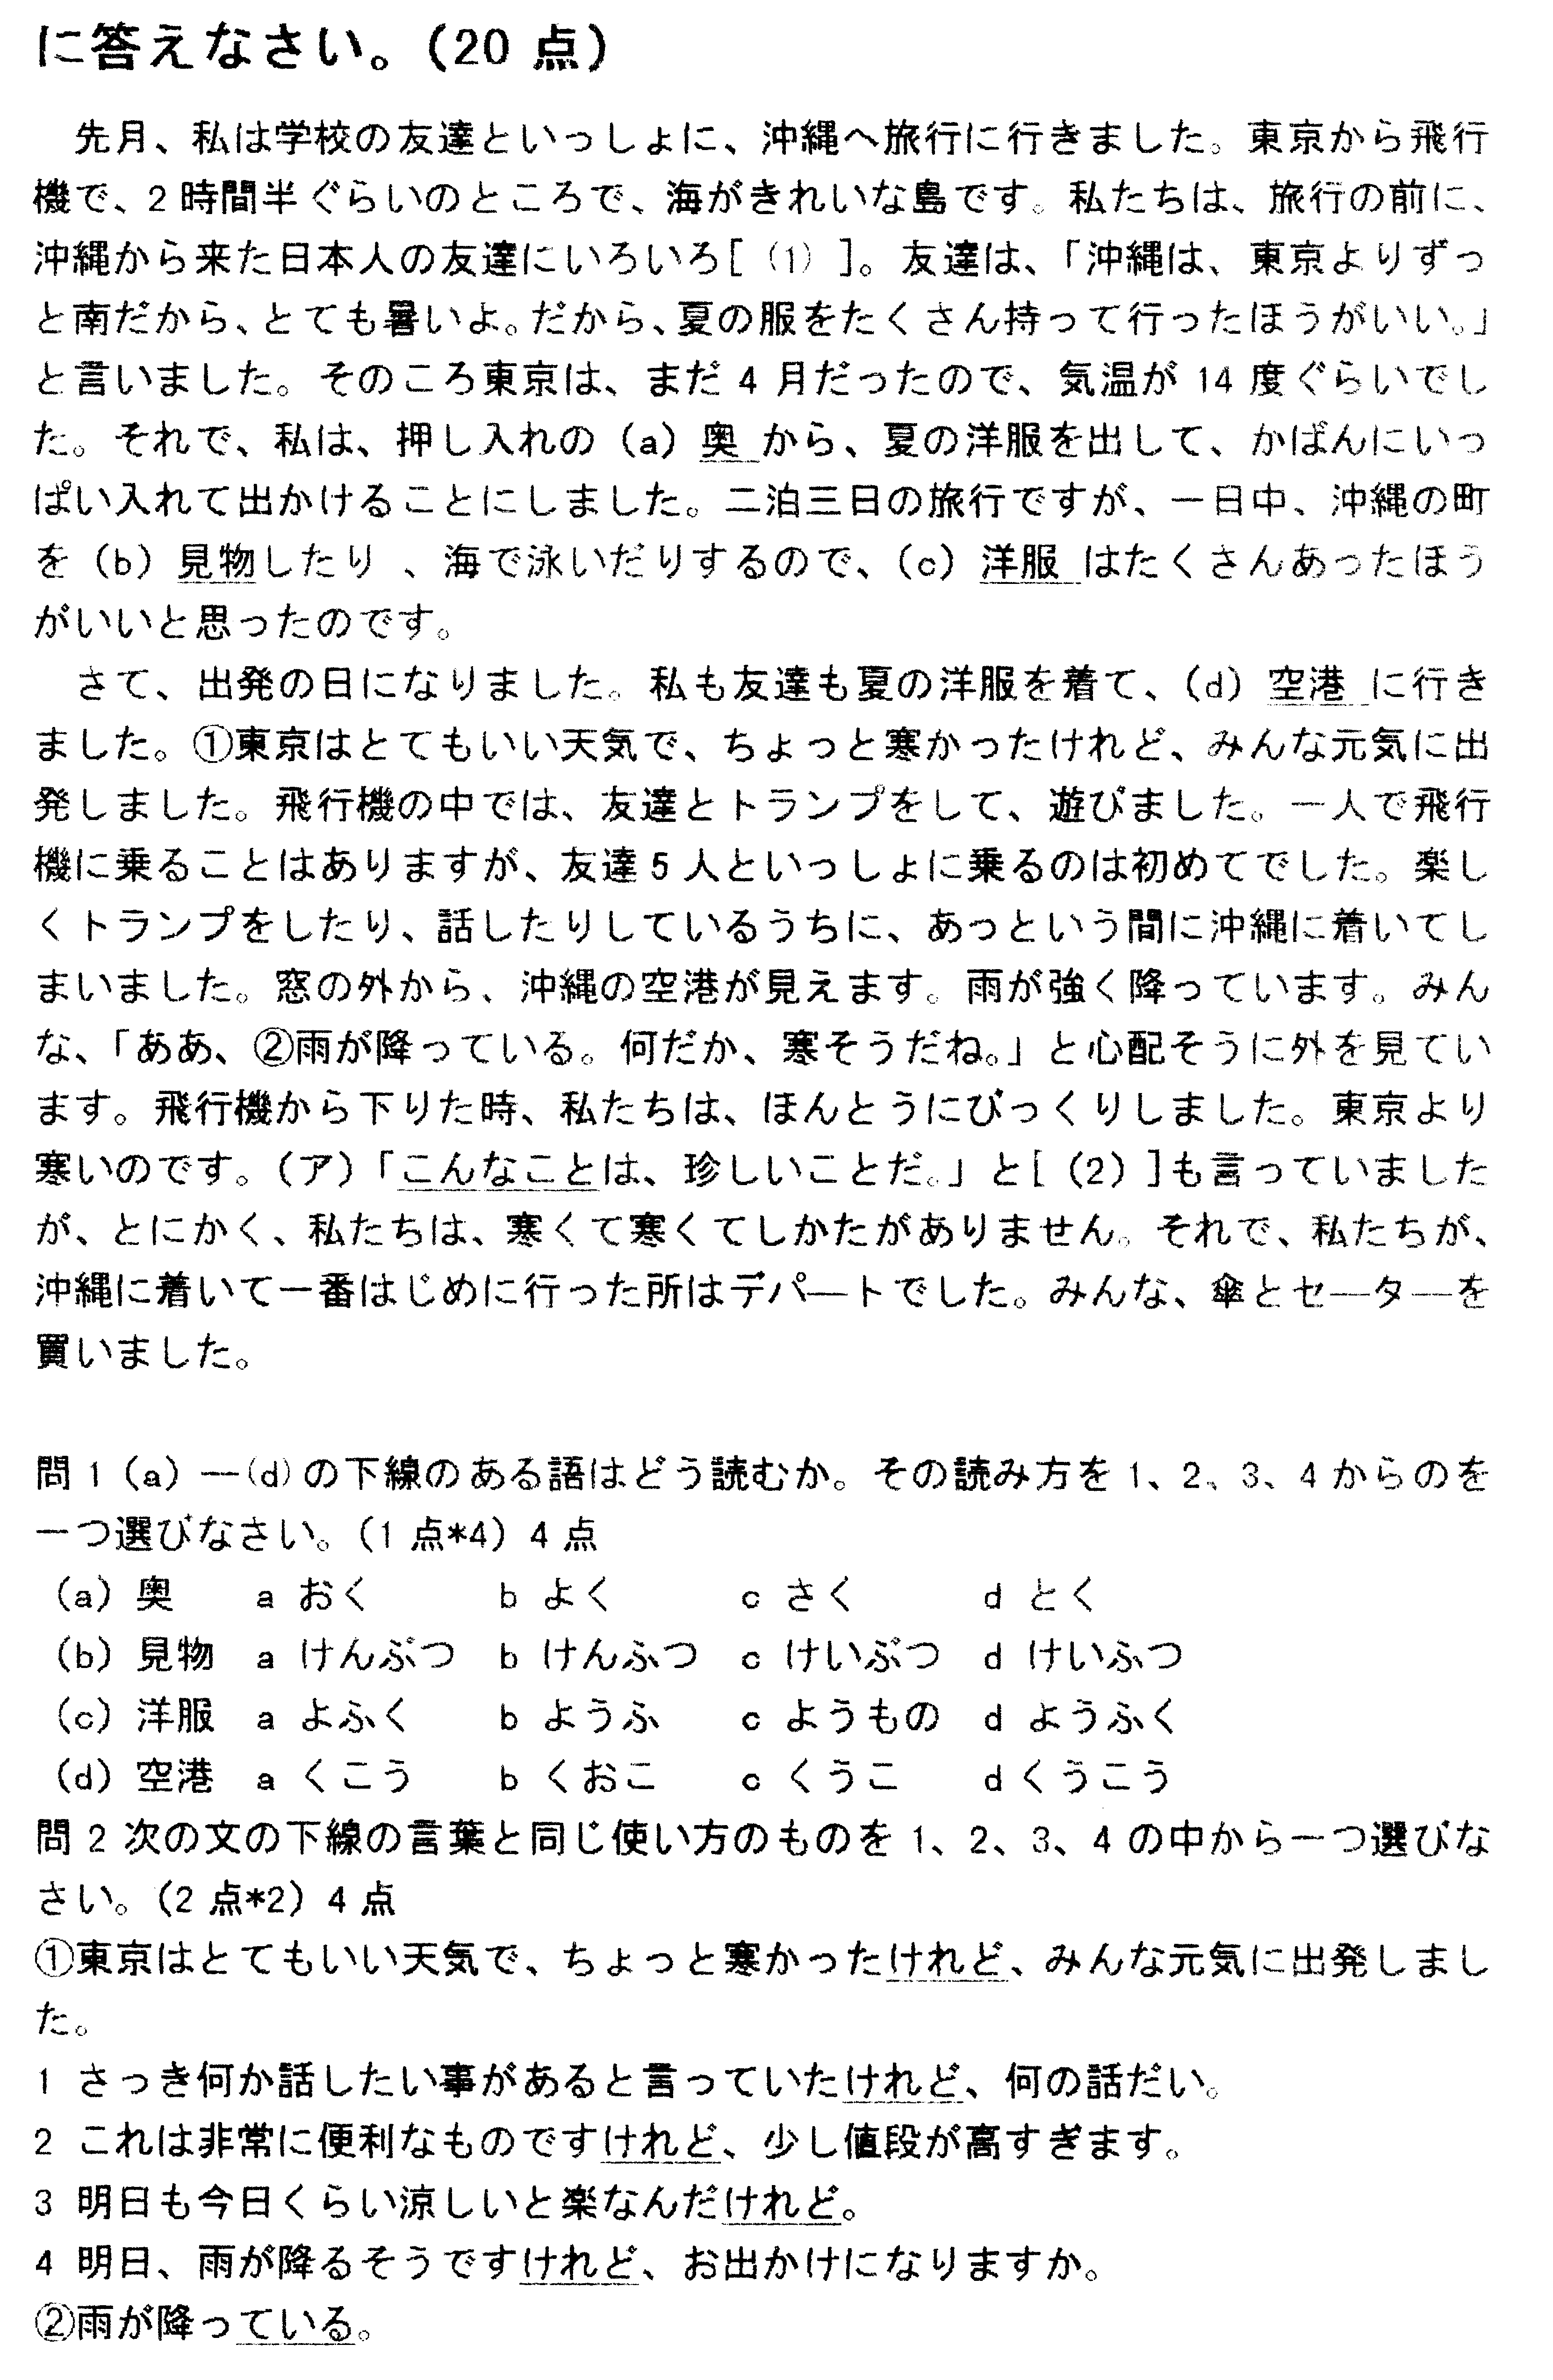 に答えなさい。（20 点）
先月、私は学校の友達といっしょに、沖縄へ旅行に行きました。東京から飛行
機で、2 時間半ぐらいのところで、海がきれいな島です。私たちは、旅行の前に、
沖縄から来た日本人の友達にいろいろ[（1）]。友達は、「沖縄は、東京よりずっ
と南だから、とても暑いよ。だから、夏の服をたくさん持って行ったほうがいい。」
と言いました。そのころ東京は、まだ 4 月だったので、気温が 14 度ぐらいでし
た。それで、私は、押し入れの（a）奥 から、夏の洋服を出して、かばんにいっ
ぱい入れて出かけることにしました。二泊三日の旅行ですが、一日中、沖縄の町
を（b）見物したり 、海で泳いだりするので、（c）洋服 はたくさんあったほう
がいいと思ったのです。
さて、出発の日になりました。私も友達も夏の洋服を着て、（d）空港 に行き
ました。①東京はとてもいい天気で、ちょっと寒かったけれど、みんな元気に出
発しました。飛行機の中では、友達とトランプをして、遊びました。一人で飛行
機に乗ることはありますが、友達 5 人といっしょに乗るのは初めてでした。楽し
くトランプをしたり、話したりしているうちに、あっという間に沖縄に着いてし
まいました。窓の外から、沖縄の空港が見えます。雨が強く降っています。みん
な、「ああ、②雨が降っている。何だか、寒そうだね。」と心配そうに外を見てい
ます。飛行機から下りた時、私たちは、ほんとうにびっくりしました。東京より
寒いのです。（ア）「こんなことは、珍しいことだ。」と[（2）]も言っていました
が、とにかく、私たちは、寒くて寒くてしかたがありません。それで、私たちが、
沖縄に着いて一番はじめに行った所はデパートでした。みんな、傘とセーターを
買いました。
問 1（a）—（d）の下線のある語はどう読むか。その読み方を 1、2、3、4 からのを
一つ選びなさい。（1 点*4）4 点
（a）奥 a おく b よく c さく d とく
（b）見物 a けんぶつ b けんふつ c けいぶつ d けいふつ
（c）洋服 a よふく b ようふ c ようもの d ようふく
（d）空港 a くこう b くおこ c くうこ d くうこう
問 2 次の文の下線の言葉と同じ使い方のものを 1、2、3、4 の中から一つ選びな
さい。（2 点*2）4 点
①東京はとてもいい天気で、ちょっと寒かったけれど、みんな元気に出発しまし
た。
1 さっき何か話したい事があると言っていたけれど、何の話だい。
2 これは非常に便利なものですけれど、少し値段が高すぎます。
3 明日も今日くらい涼しいと楽なんだけれど。
4 明日、雨が降るそうですけれど、お出かけになりますか。
②雨が降っている。